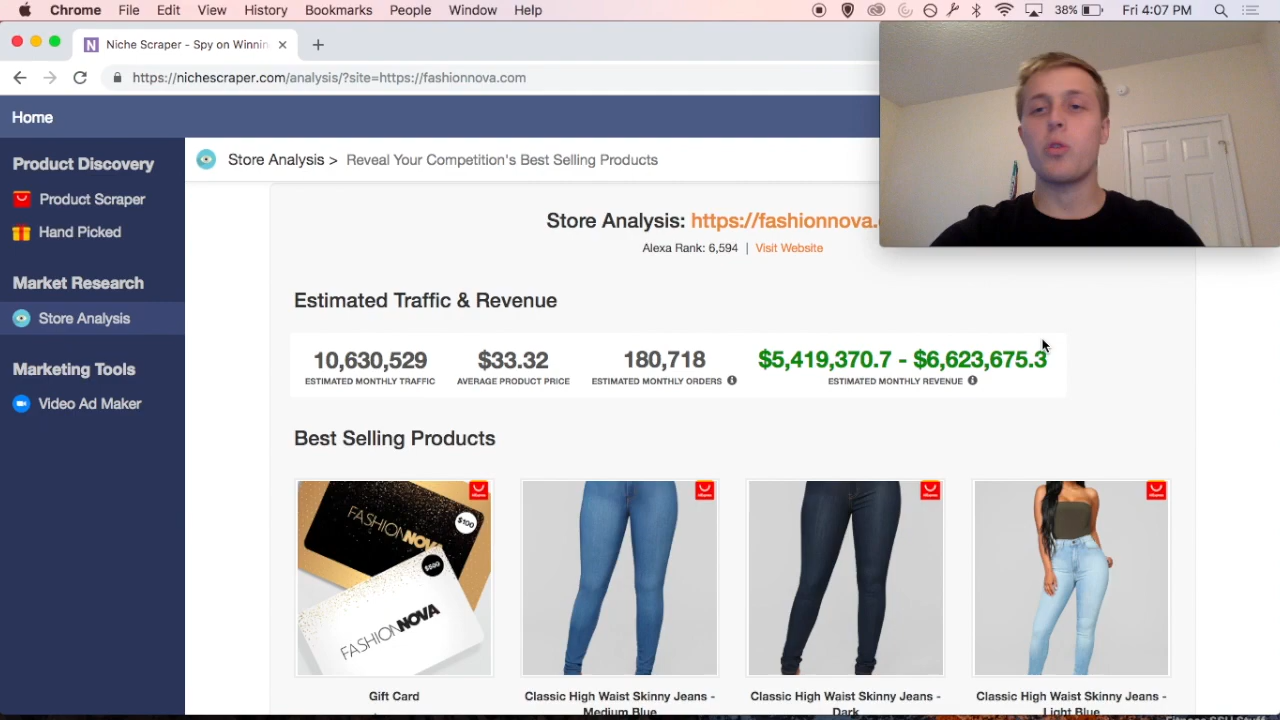 Chrome File Edit View History Bookmarks People Window Help 38% Fri 4:07 PM
N Niche Scraper - Spy on Winnin
https://nichescraper.com/analysis/?site=https://fashionnova.com
Home
Product Discovery
Product Scraper
Hand Picked
Market Research
Store Analysis
Marketing Tools
Video Ad Maker
Store Analysis > Reveal Your Competition's Best Selling Products
Store Analysis: https://fashionnova.
Alexa Rank: 6,594 | Visit Website
Estimated Traffic & Revenue
10,630,529 $33.32 180,718 $5,419,370.7 - $6,623,675.3
ESTIMATED MONTHLY TRAFFIC AVERAGE PRODUCT PRICE ESTIMATED MONTHLY ORDERS ESTIMATED MONTHLY REVENUE
Best Selling Products
FASHIONNOVA
$100
FASHIONNOVA
Gift Card
Classic High Waist Skinny Jeans -
Medium Blue
Classic High Waist Skinny Jeans -
Dark
Classic High Waist Skinny Jeans -
Light Blue